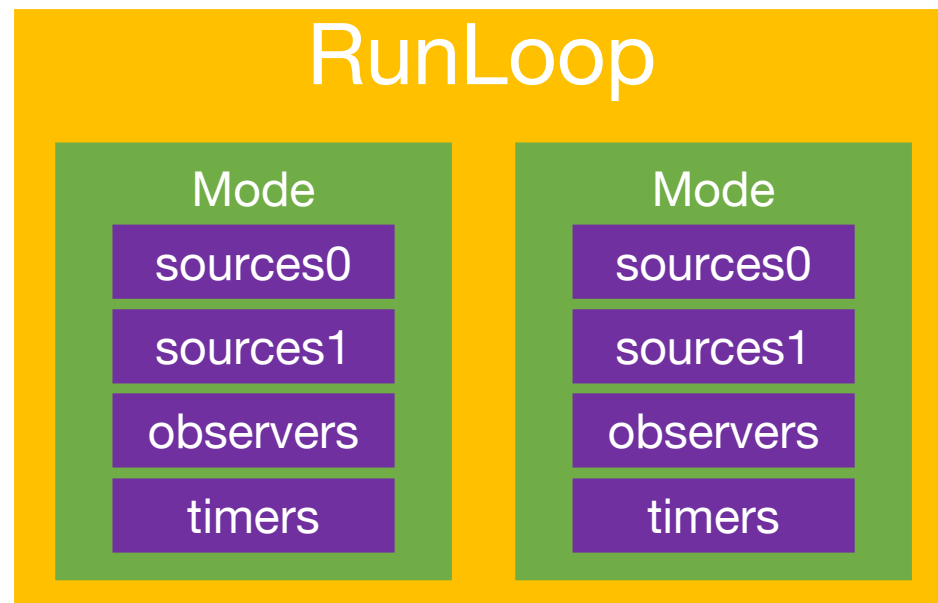 RunLoop
Mode
sources0
sources1
observers
timers
Mode
sources0
sources1
observers
timers